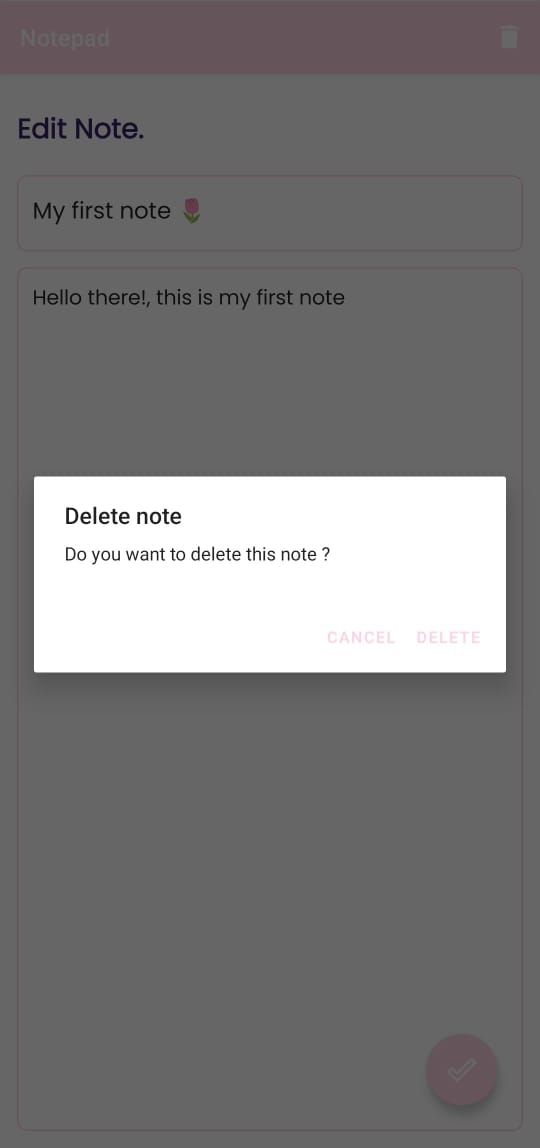 Notepad
Edit Note.
My first note 🌷
Hello there!, this is my first note
Delete note
Do you want to delete this note ?
CANCEL DELETE